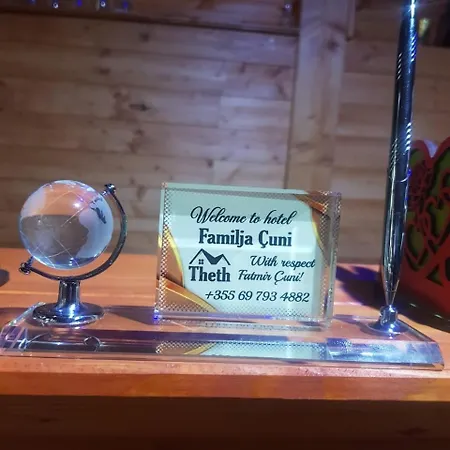 Welcome to hotel
Familja Çuni
Theth
With respect
Fatmir Çuni!
+355 69 793 4882